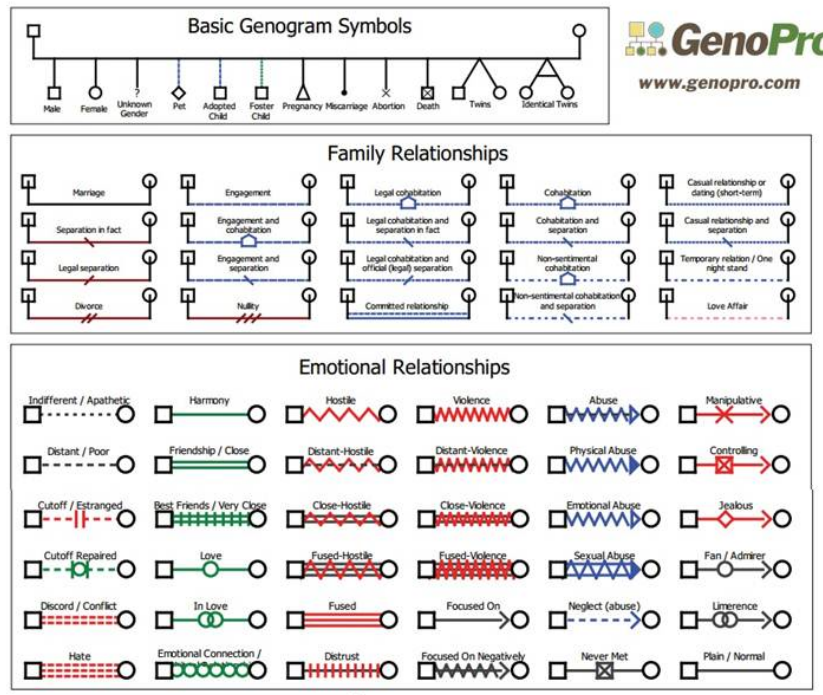 Basic Genogram Symbols
GenoPro
www.genopro.com
Male
Female
?
Unknown
Gender
Pet
Adopted
Child
Foster
Child
Pregnancy
Miscarriage
Abortion
Death
Twins
Identical Twins
Family Relationships
Marriage
Engagement
Legal cohabitation
Cohabitation
Casual relationship or
dating (short-term)
Separation in fact
Engagement and
cohabitation
Legal cohabitation and
separation in fact
Cohabitation and
separation
Casual relationship and
separation
Legal separation
Engagement and
separation
Legal cohabitation and
official (legal) separation
Non-sentimental
cohabitation
Temporary relation / One
night stand
Divorce
Nullity
Committed relationship
Non-sentimental cohabitation
and separation
Love Affair
Emotional Relationships
Indifferent / Apathetic
Harmony
Hostile
Violence
Abuse
Manipulative
Distant / Poor
Friendship / Close
Distant-Hostile
Distant-Violence
Physical Abuse
Controlling
Cutoff / Estranged
Best Friends / Very Close
Close-Hostile
Close-Violence
Emotional Abuse
Jealous
Cutoff Repaired
Love
Fused-Hostile
Fused-Violence
Sexual Abuse
Fan / Admirer
Discord / Conflict
In Love
Fused
Focused On
Neglect (abuse)
Limerence
Hate
Emotional Connection /
Distrust
Focused On Negatively
Never Met
Plain / Normal